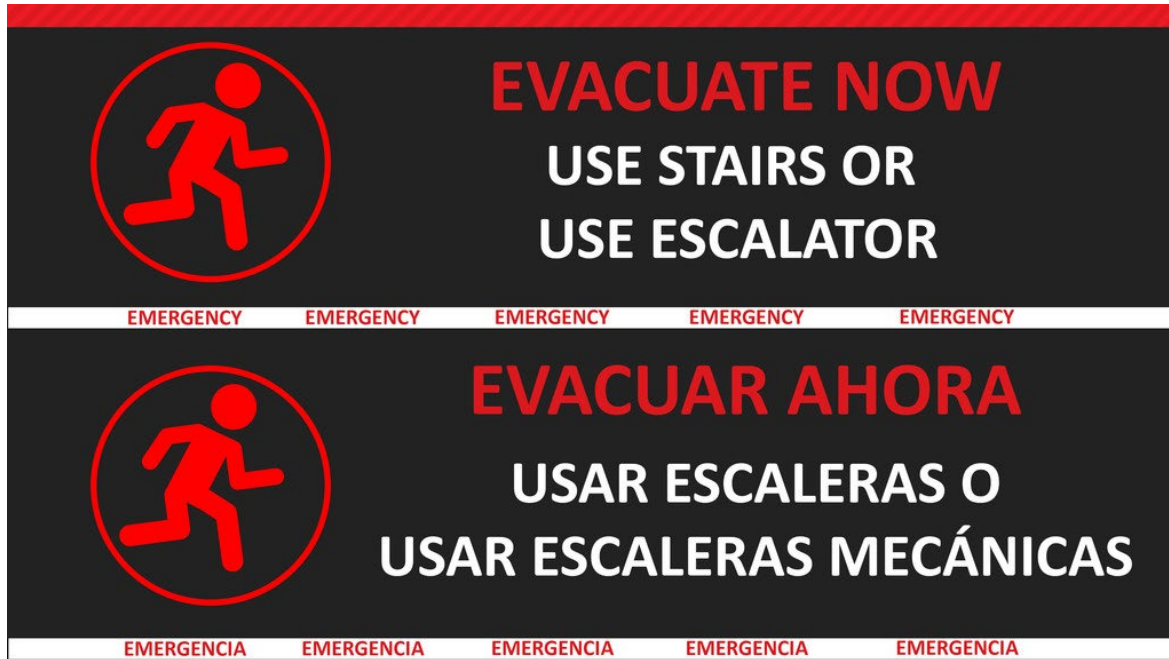 EVACUATE NOW
USE STAIRS OR
USE ESCALATOR
EMERGENCY EMERGENCY EMERGENCY EMERGENCY EMERGENCY
EVACUAR AHORA
USAR ESCALERAS O
USAR ESCALERAS MECÁNICAS
EMERGENCIA EMERGENCIA EMERGENCIA EMERGENCIA EMERGENCIA